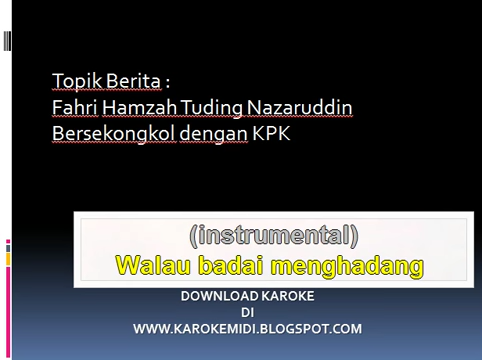 Topik Berita :
Fahri Hamzah Tuding Nazaruddin
Bersekongkol dengan KPK
(instrumental)
Walau badai menghadang
DOWNLOAD KAROKE
DI
WWW.KAROKEMIDI.BLOGSPOT.COM